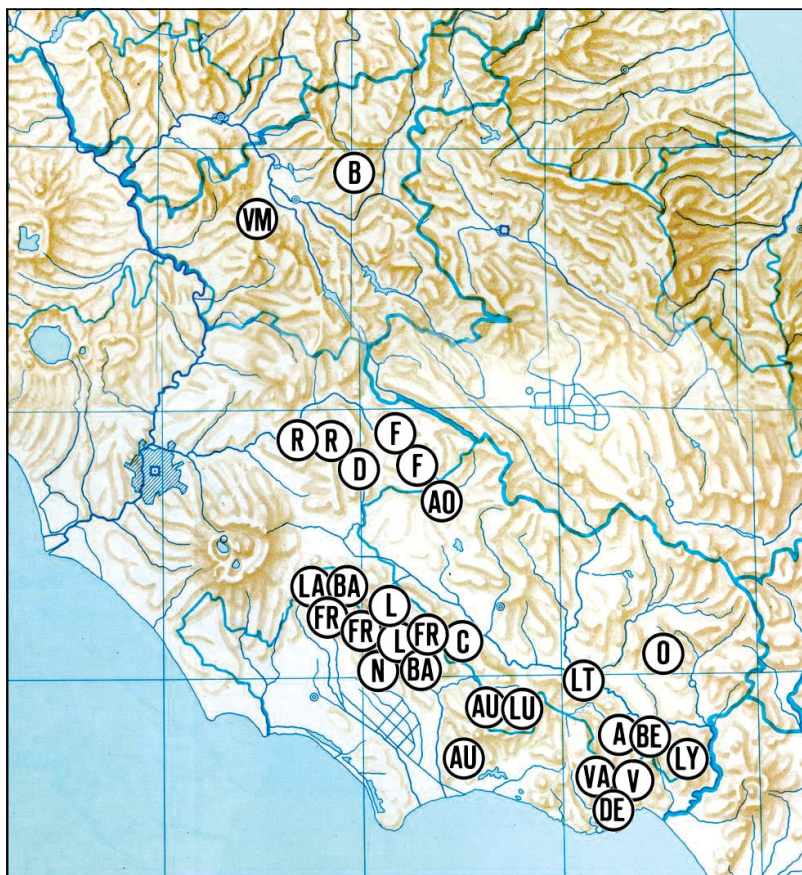 B
VM
R R F
D F
AO
LA BA
L
FR FR L FR C
N BA
O
LT
AU LU
A BE
AU LY
VA V
DE